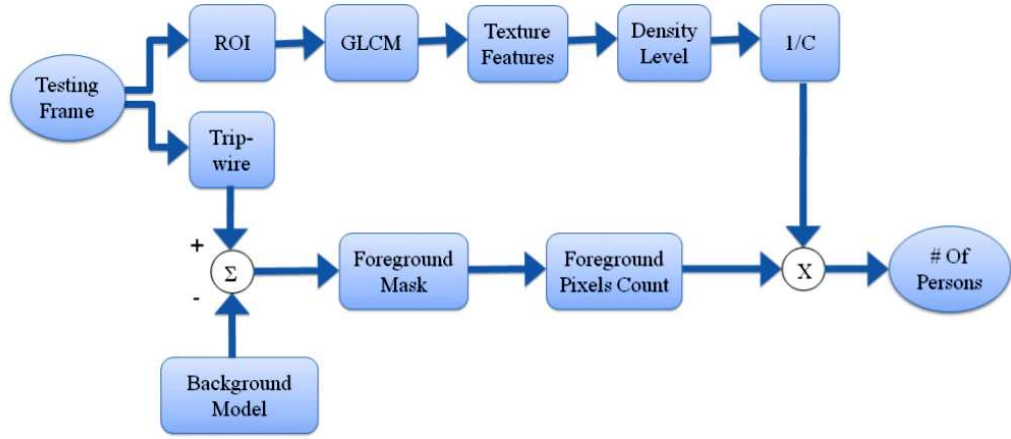 Testing
Frame
ROI
GLCM
Texture
Features
Density
Level
1/C
Trip-
wire
+
Σ
-
Foreground
Mask
Foreground
Pixels Count
X
# Of
Persons
Background
Model